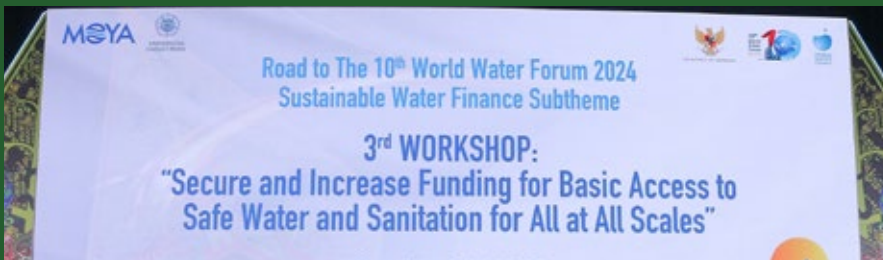 MOYA
Road to The 10th World Water Forum 2024
Sustainable Water Finance Subtheme
3rd WORKSHOP:
"Secure and Increase Funding for Basic Access to
Safe Water and Sanitation for All at All Scales"